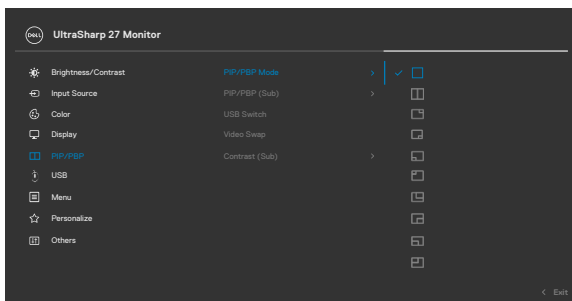 DELL UltraSharp 27 Monitor
Brightness/Contrast PIP/PBP Mode
Input Source PIP/PBP (Sub)
Color USB Switch
Display Video Swap
PIP/PBP Contrast (Sub)
USB
Menu
Personalize
Others
Exit